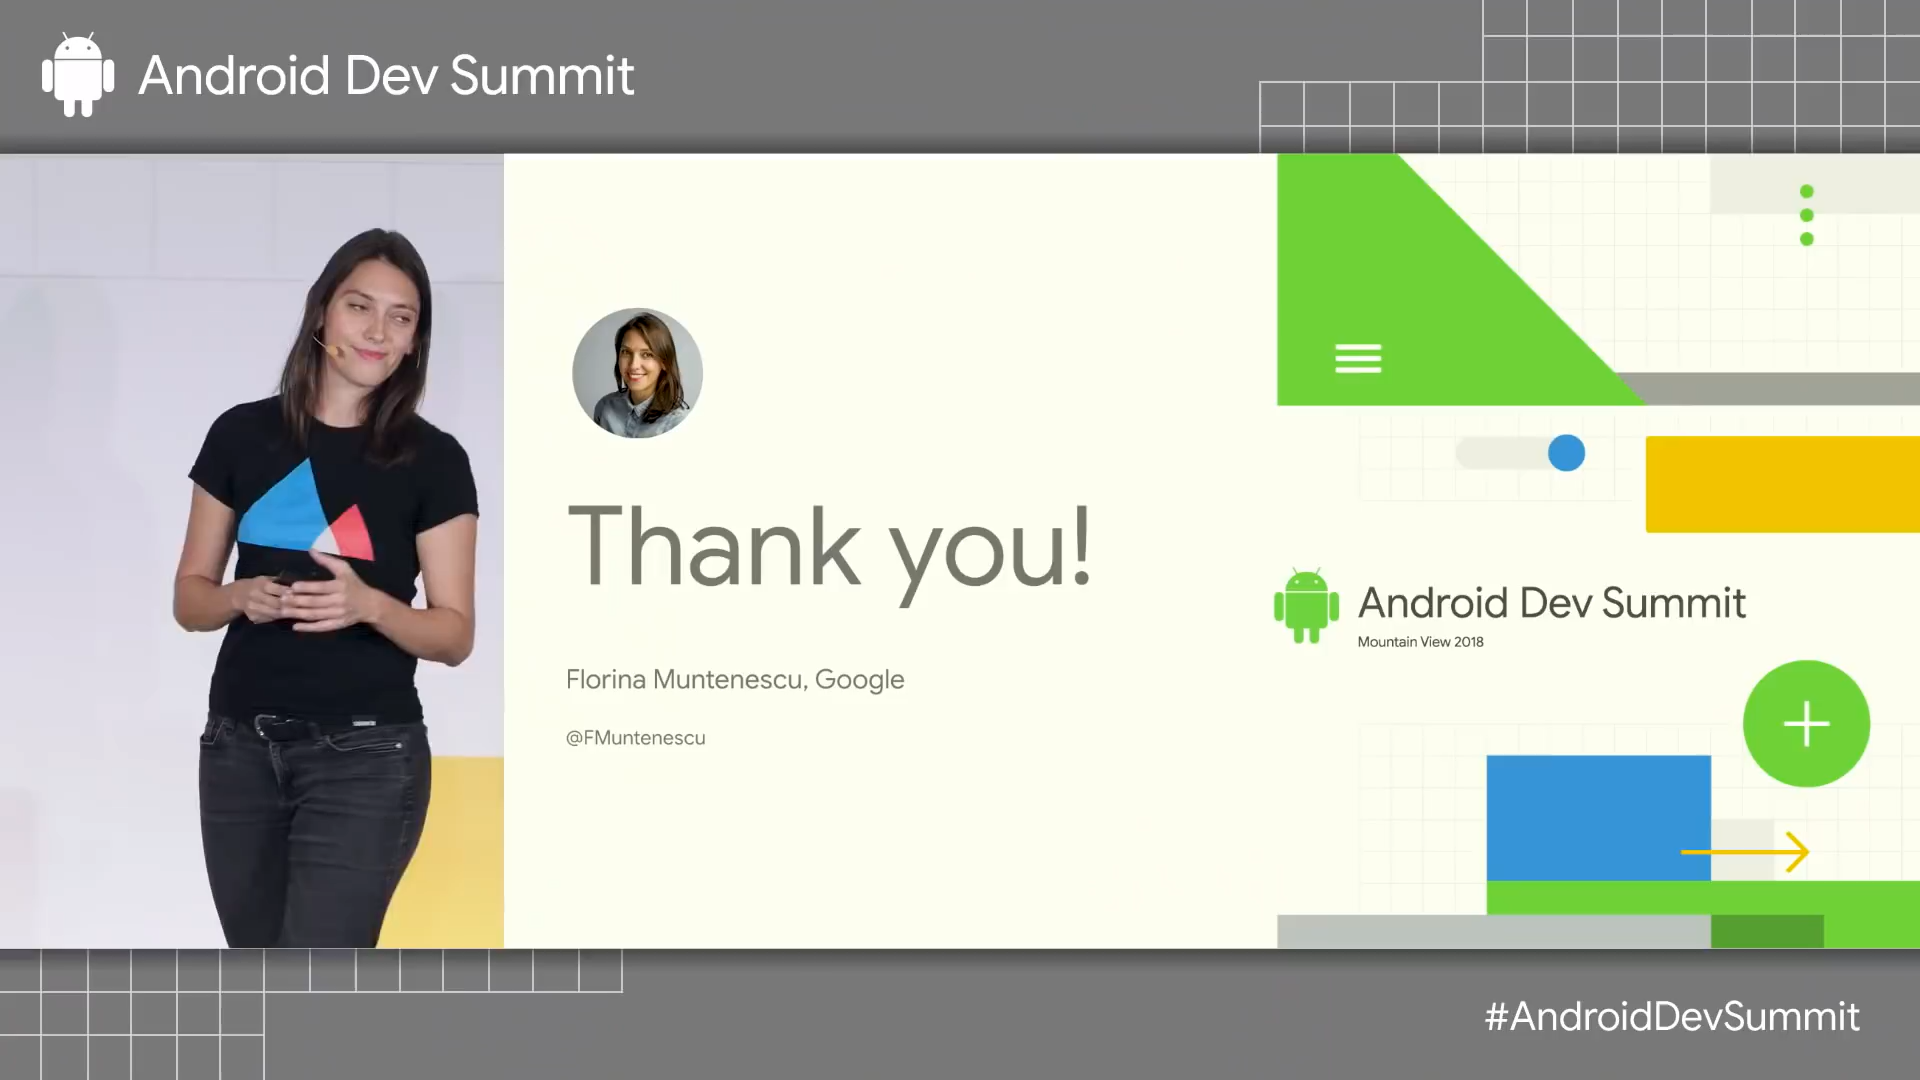 Android Dev Summit
Thank you!
Florina Muntenescu, Google
@FMuntenescu
Android Dev Summit
Mountain View 2018
#AndroidDevSummit